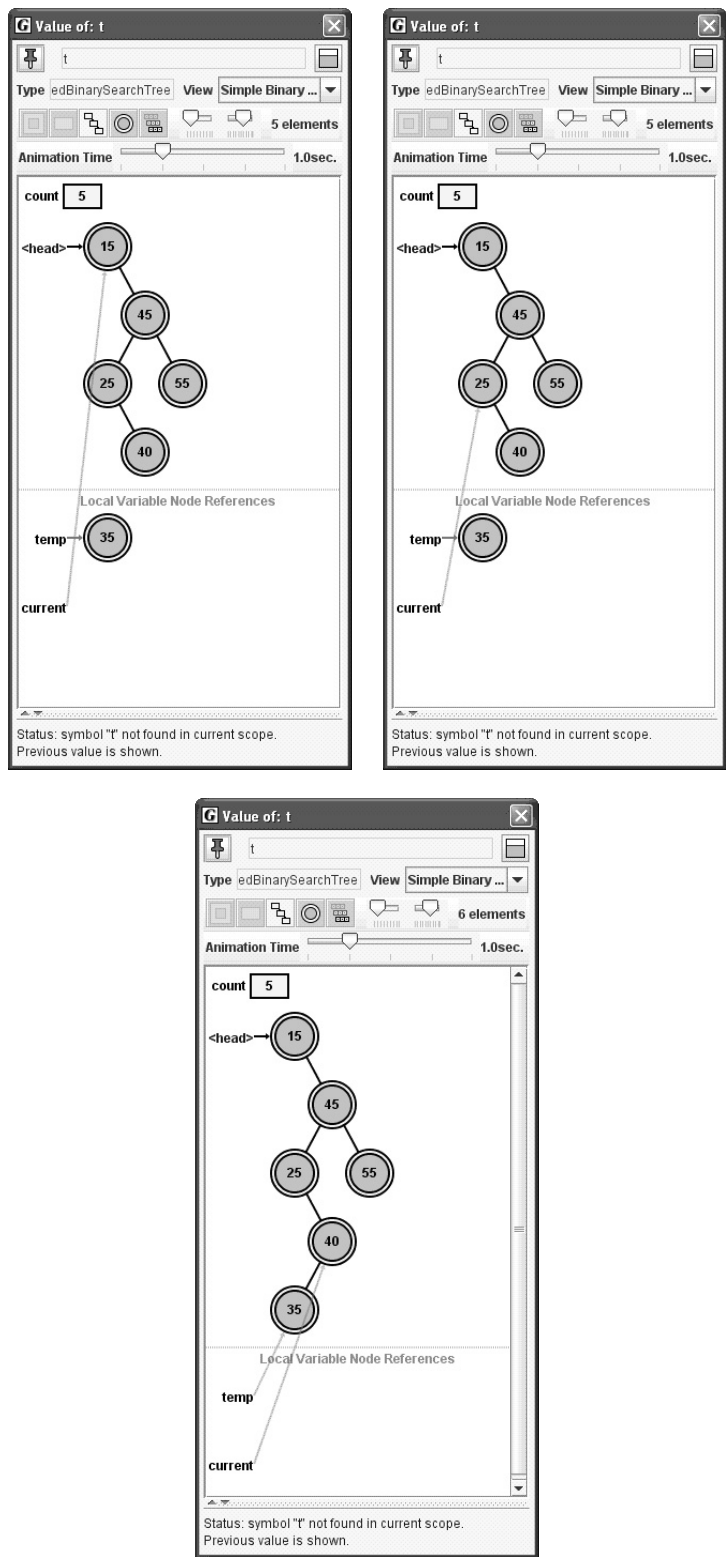 Value of: t
t
Type edBinarySearchTree View Simple Binary ...
5 elements
Animation Time 1.0sec.
count 5
<head> 15
45
25 55
40
Local Variable Node References
temp 35
current
Status: symbol "t" not found in current scope.
Previous value is shown.
Value of: t
t
Type edBinarySearchTree View Simple Binary ...
5 elements
Animation Time 1.0sec.
count 5
<head> 15
45
25 55
40
Local Variable Node References
temp 35
current
Status: symbol "t" not found in current scope.
Previous value is shown.
Value of: t
t
Type edBinarySearchTree View Simple Binary ...
6 elements
Animation Time 1.0sec.
count 5
<head> 15
45
25 55
40
35
Local Variable Node References
temp
current
Status: symbol "t" not found in current scope.
Previous value is shown.